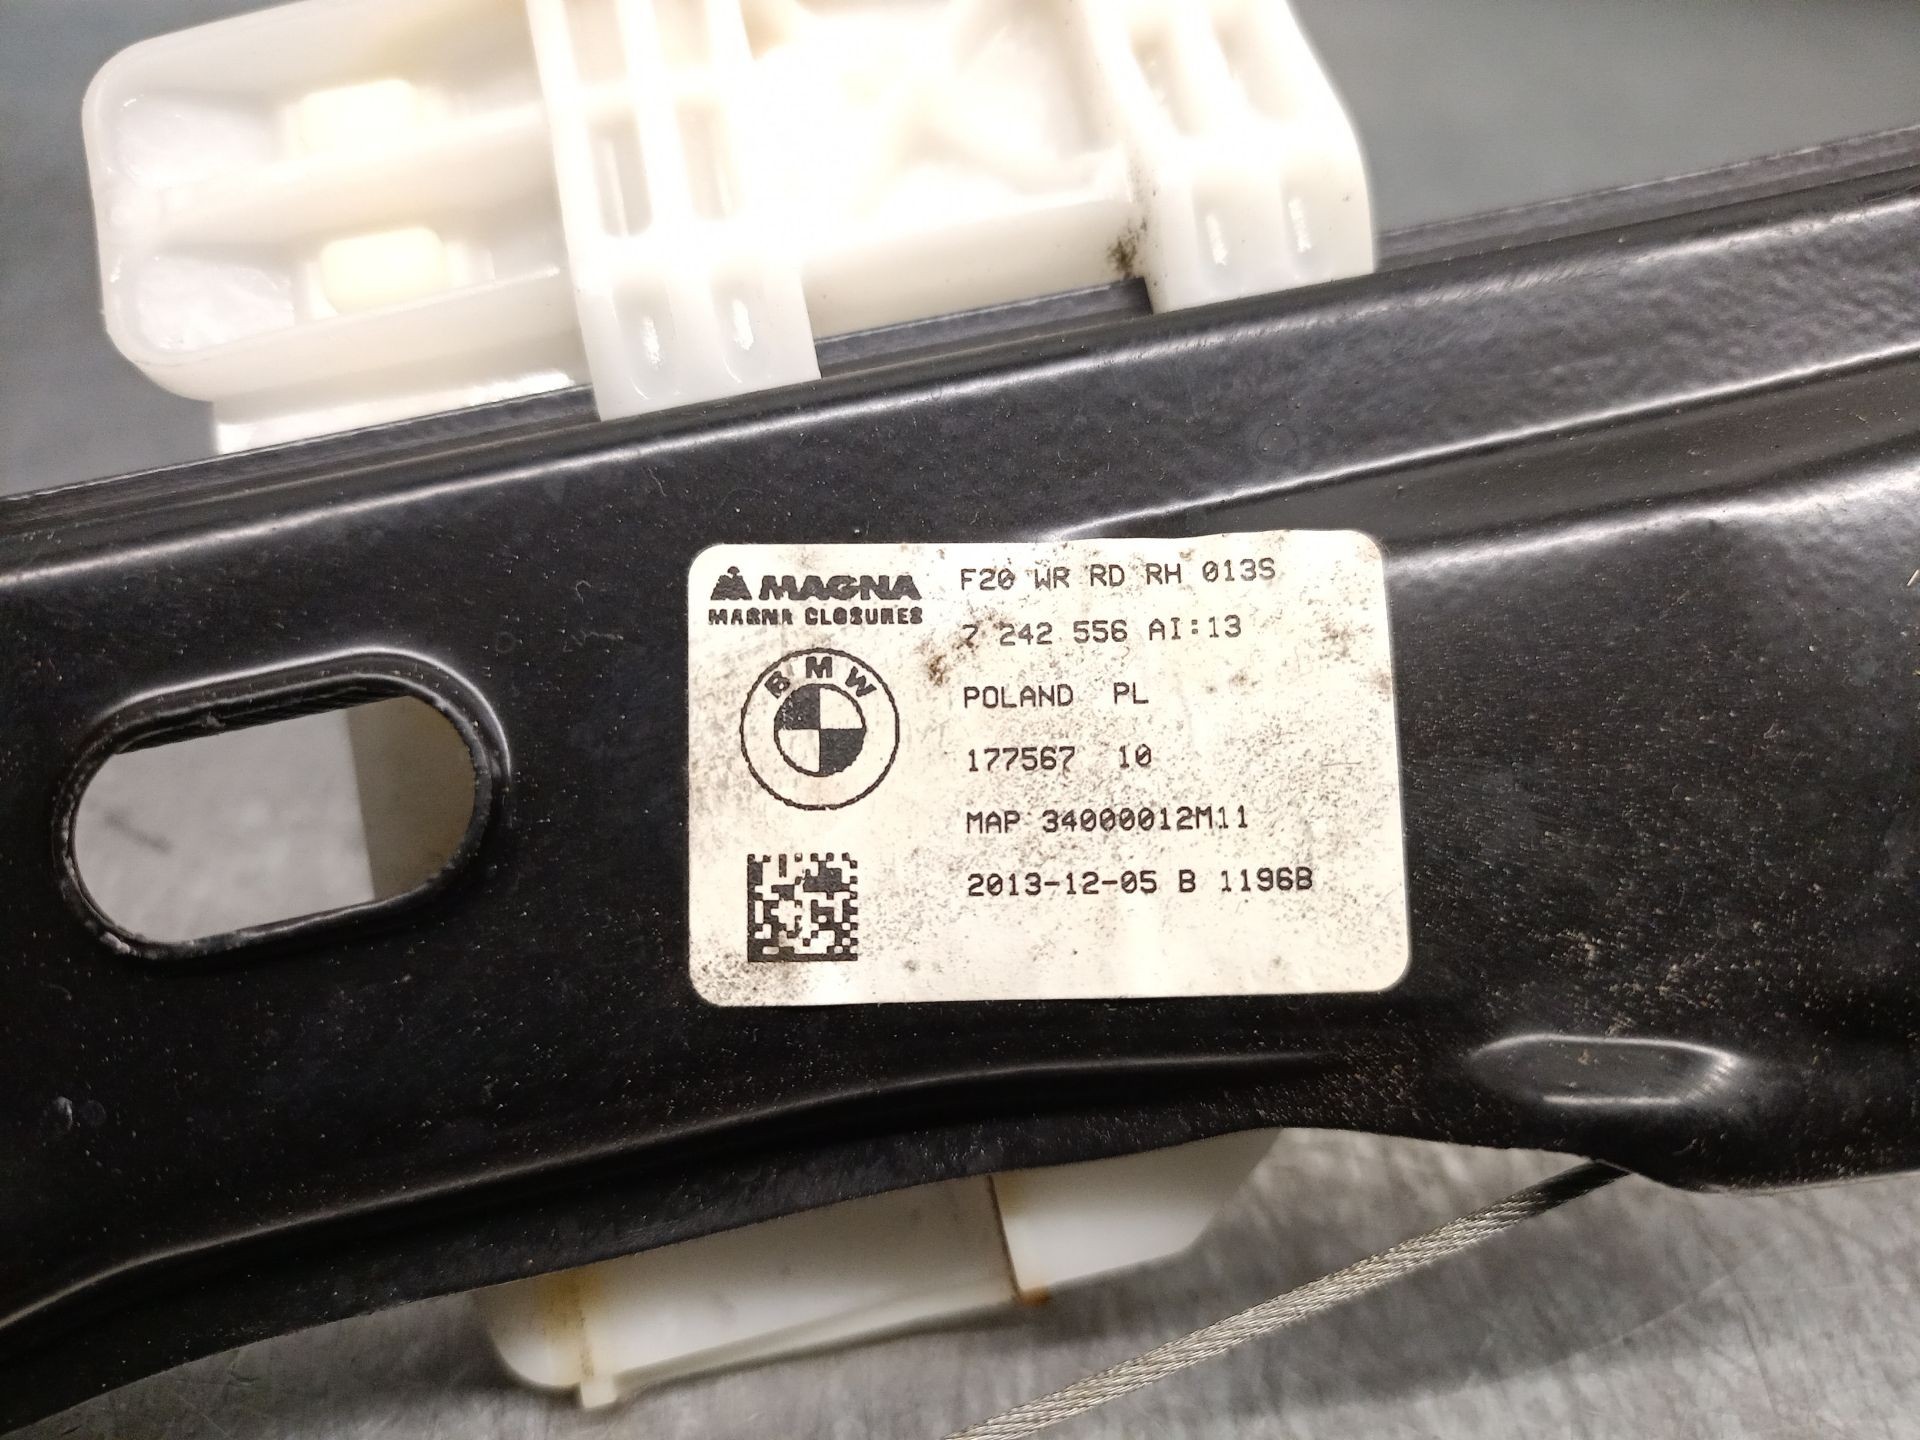 MAGNA
MAGNA CLOSURES
F20 WR RD RH 013S
7 242 556 AI:13
BMW
POLAND PL
177567 10
MAP 34000012M11
2013-12-05 B 1196B